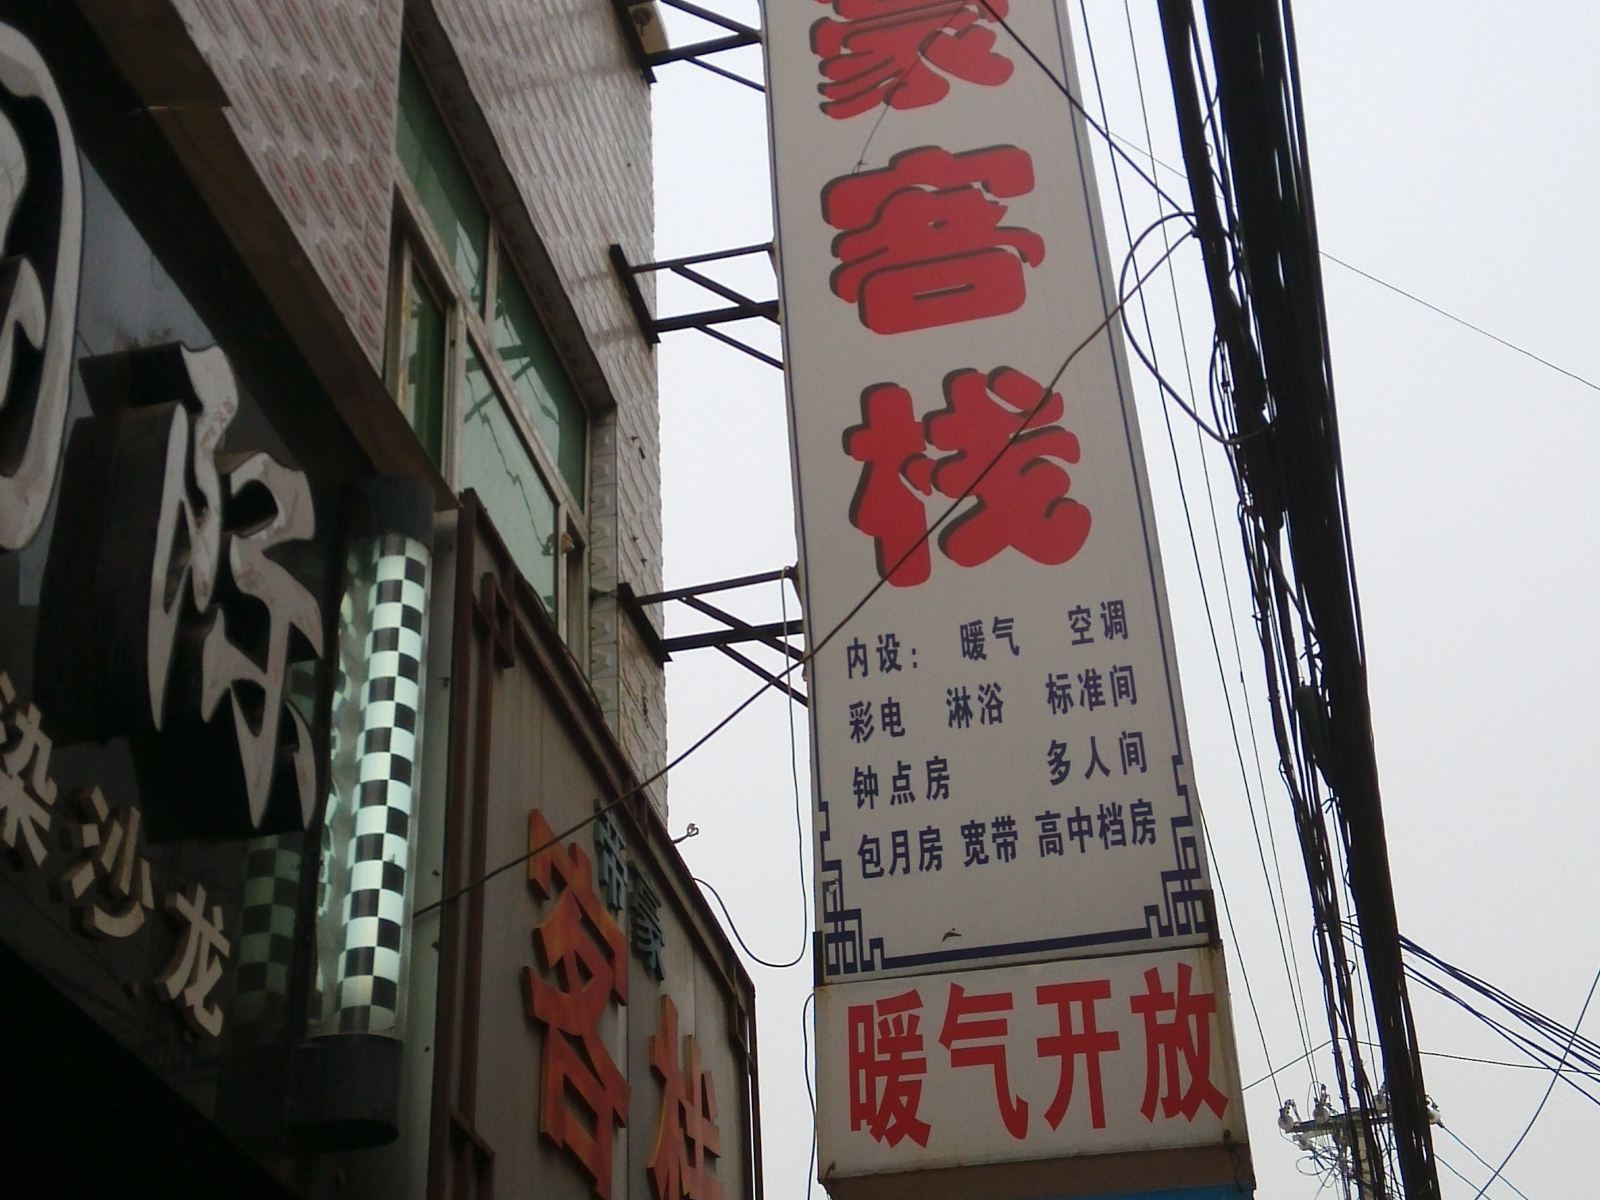 豪客栈
内设： 暖气 空调
彩电 淋浴 标准间
钟点房 多人间
包月房 宽带 高中档房
暖气开放
帝豪
客栈
染沙龙